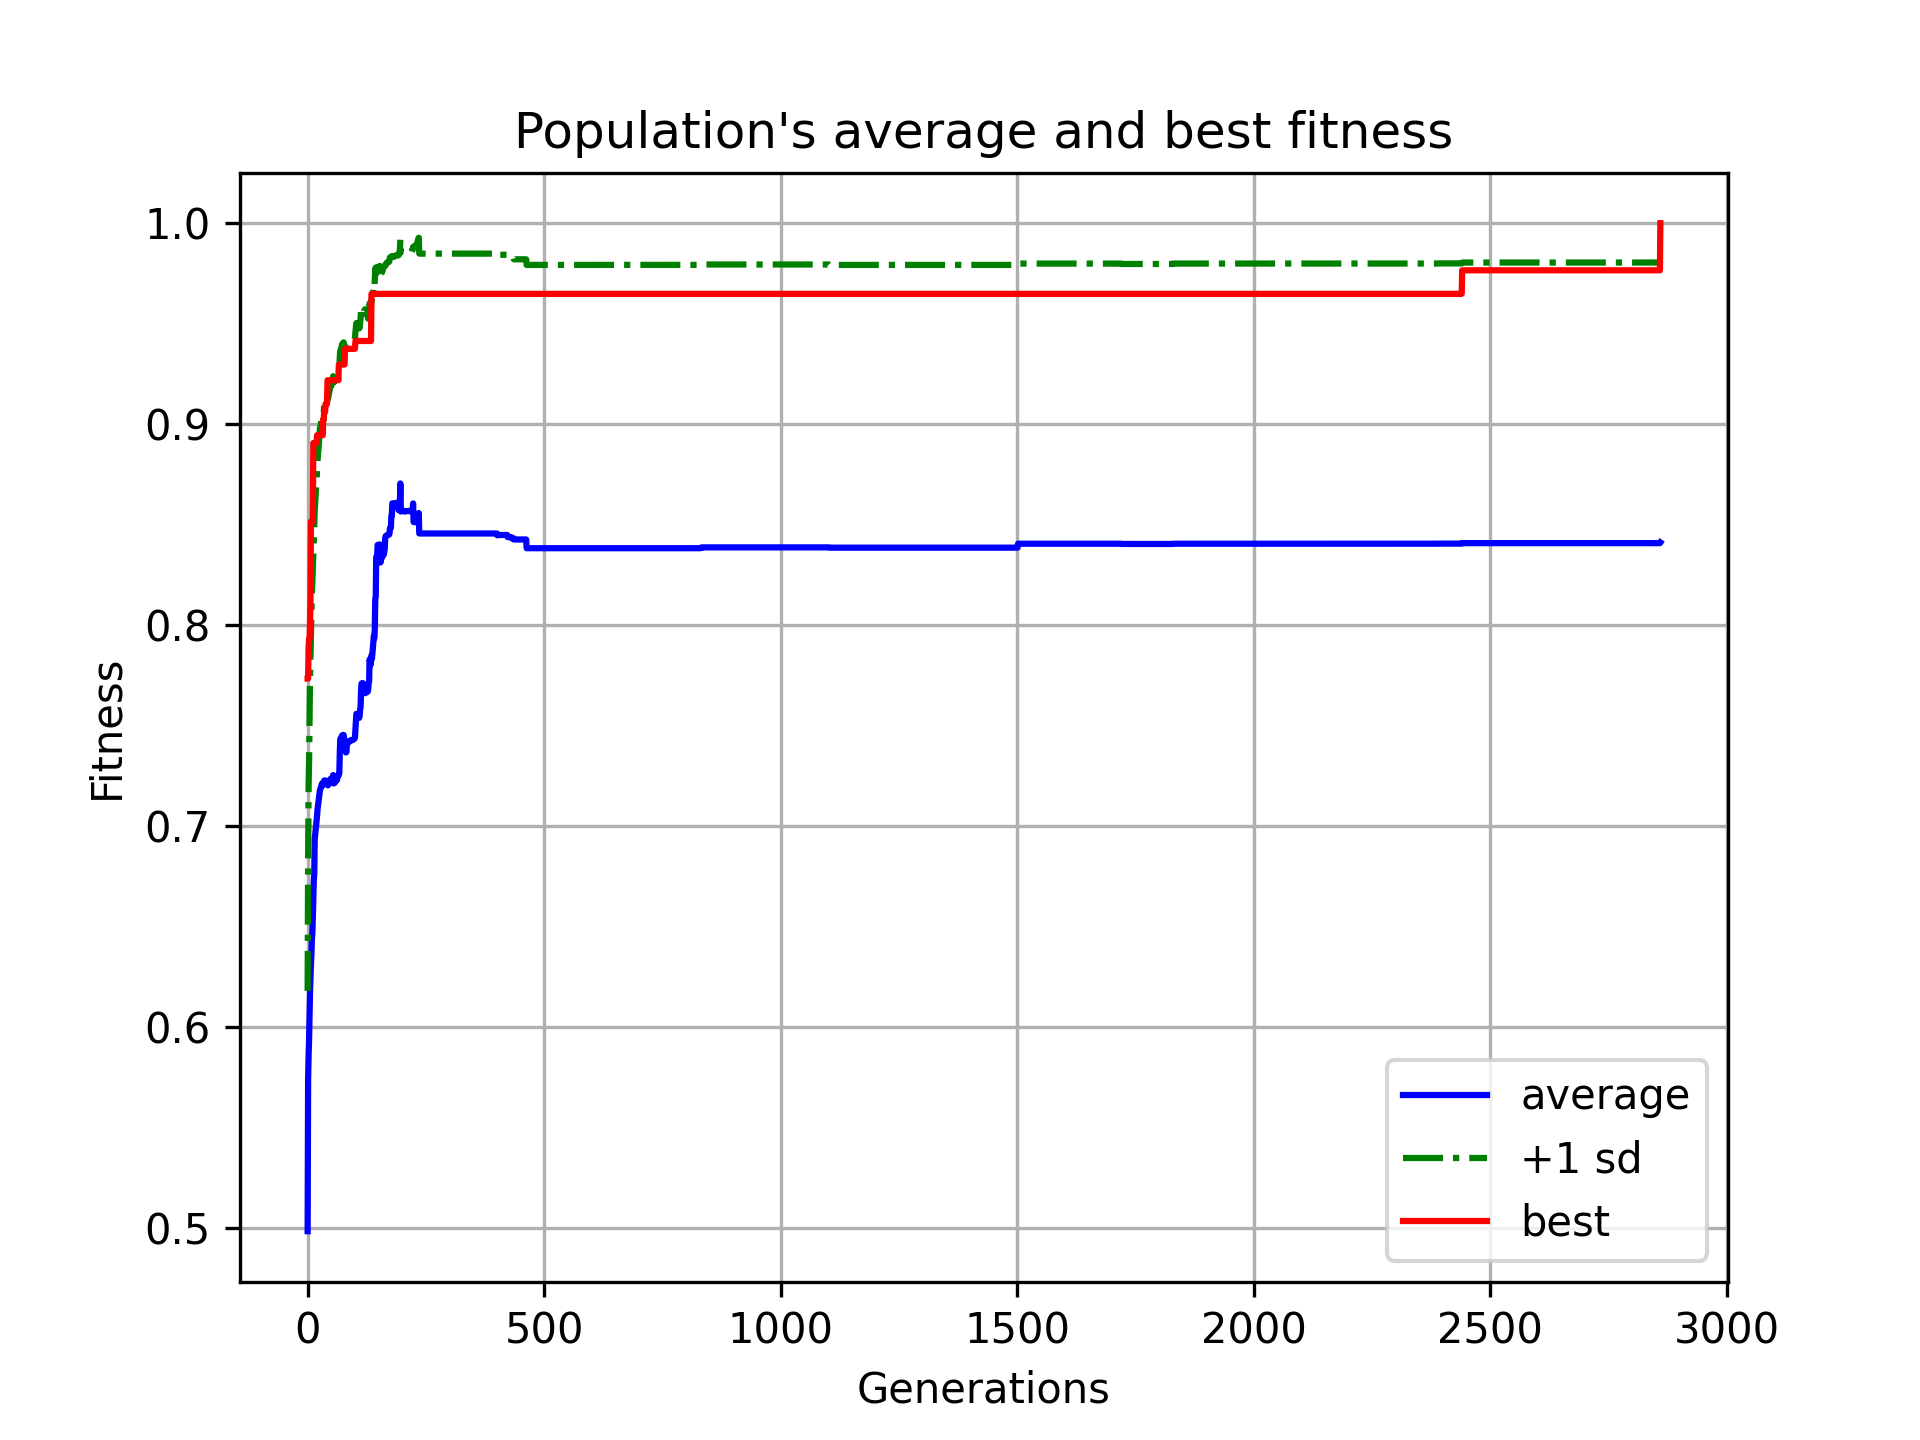 Population's average and best fitness
1.0
0.9
0.8
0.7
0.6
0.5
Fitness
0 500 1000 1500 2000 2500 3000
Generations
average
+1 sd
best